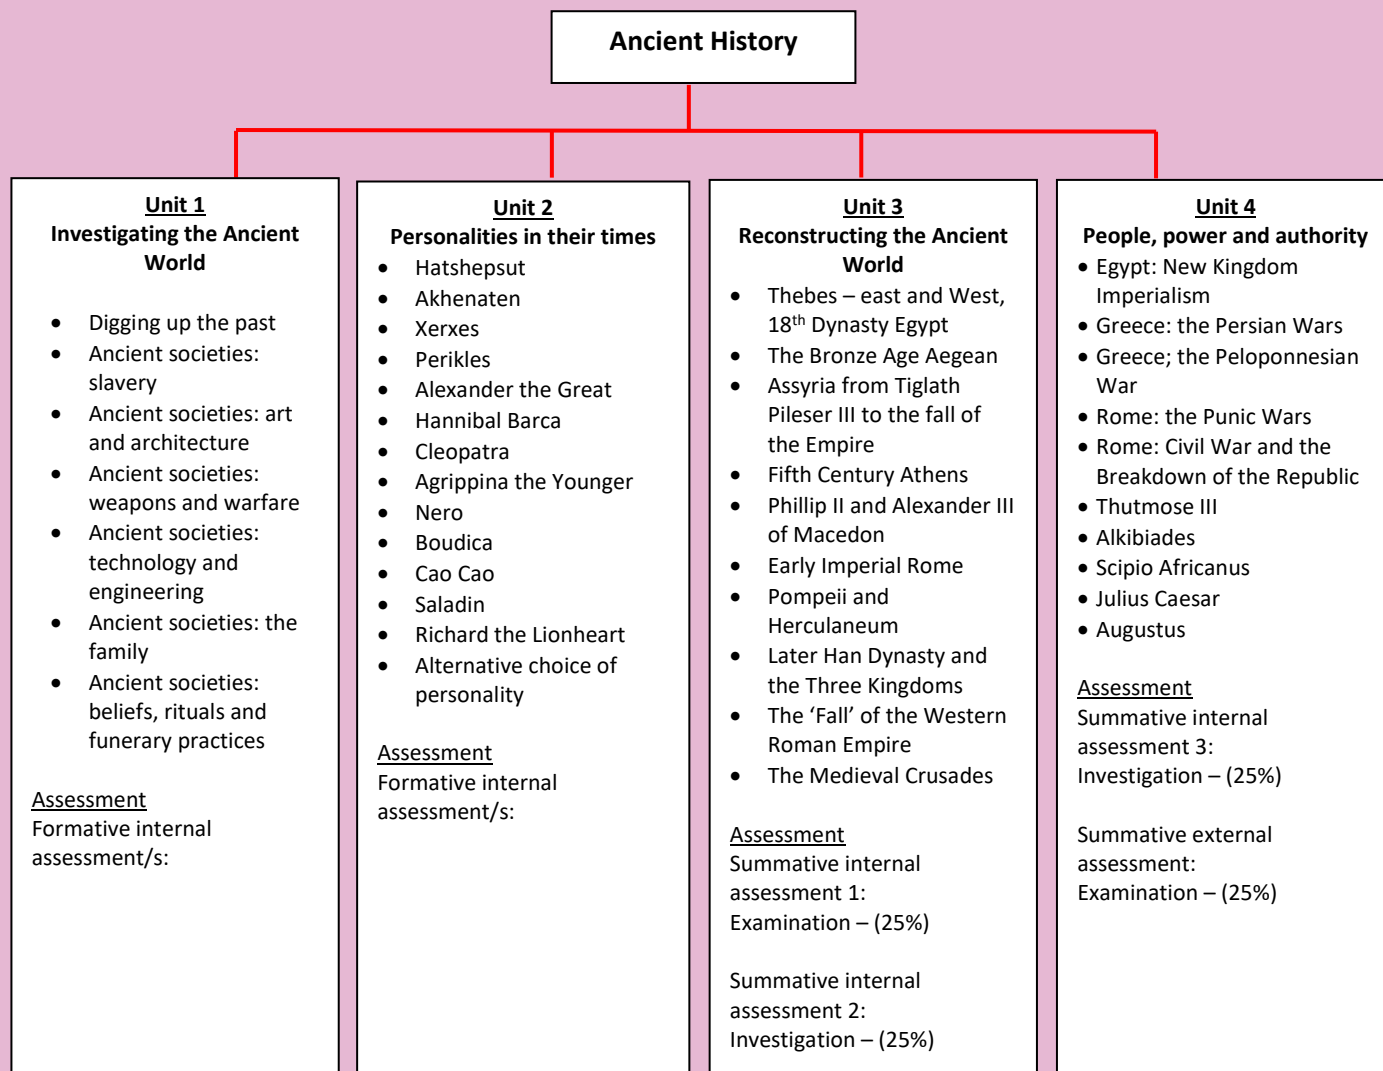 Ancient History
Unit 1
Investigating the Ancient
World
• Digging up the past
• Ancient societies:
slavery
• Ancient societies: art
and architecture
• Ancient societies:
weapons and warfare
• Ancient societies:
technology and
engineering
• Ancient societies: the
family
• Ancient societies:
beliefs, rituals and
funerary practices
Assessment
Formative internal
assessment/s:
Unit 2
Personalities in their times
• Hatshepsut
• Akhenaten
• Xerxes
• Perikles
• Alexander the Great
• Hannibal Barca
• Cleopatra
• Agrippina the Younger
• Nero
• Boudica
• Cao Cao
• Saladin
• Richard the Lionheart
• Alternative choice of
personality
Assessment
Formative internal
assessment/s:
Unit 3
Reconstructing the Ancient
World
• Thebes – east and West,
18th Dynasty Egypt
• The Bronze Age Aegean
• Assyria from Tiglath
Pileser III to the fall of
the Empire
• Fifth Century Athens
• Phillip II and Alexander III
of Macedon
• Early Imperial Rome
• Pompeii and
Herculaneum
• Later Han Dynasty and
the Three Kingdoms
• The ‘Fall’ of the Western
Roman Empire
• The Medieval Crusades
Assessment
Summative internal
assessment 1:
Examination – (25%)
Summative internal
assessment 2:
Investigation – (25%)
Unit 4
People, power and authority
• Egypt: New Kingdom
Imperialism
• Greece: the Persian Wars
• Greece; the Peloponnesian
War
• Rome: the Punic Wars
• Rome: Civil War and the
Breakdown of the Republic
• Thutmose III
• Alkibiades
• Scipio Africanus
• Julius Caesar
• Augustus
Assessment
Summative internal
assessment 3:
Investigation – (25%)
Summative external
assessment:
Examination – (25%)